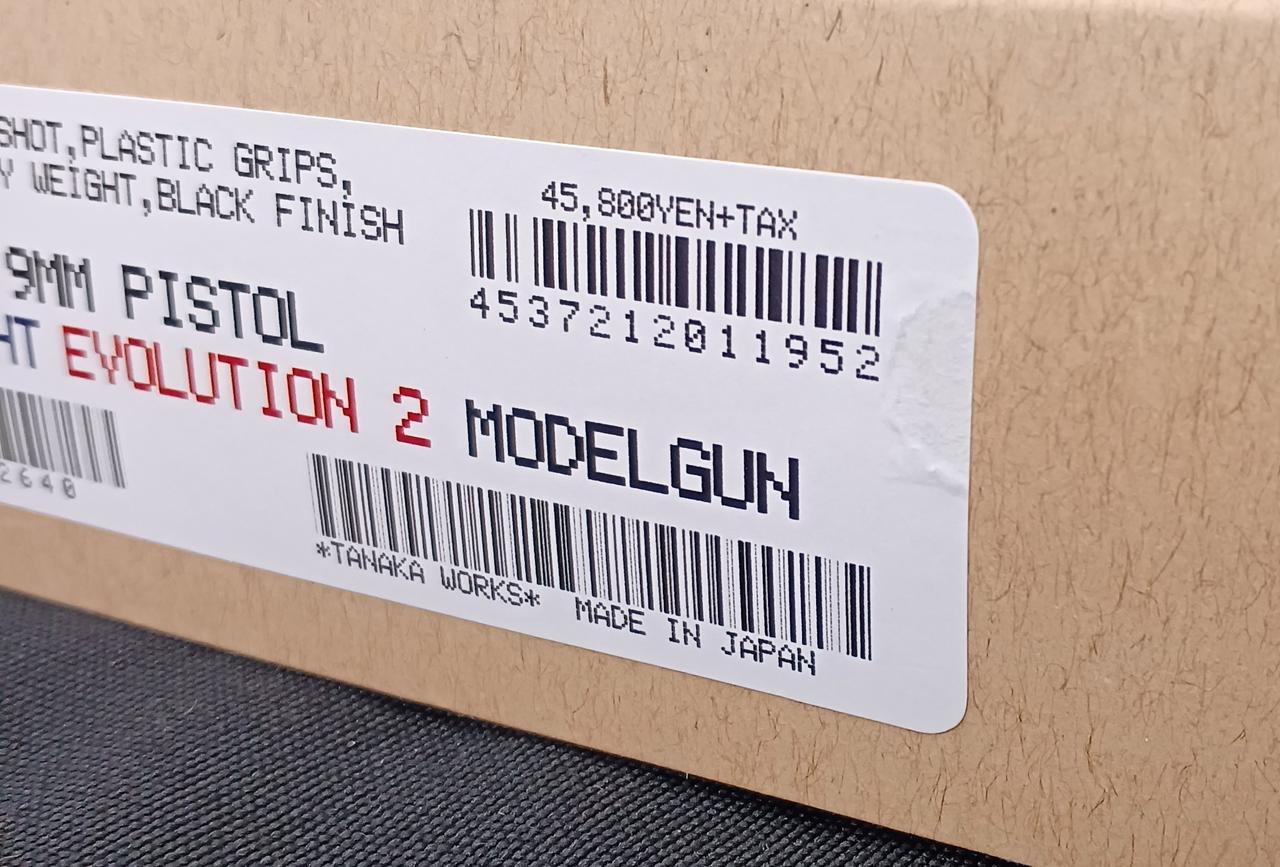 SHOT,PLASTIC GRIPS,
Y WEIGHT,BLACK FINISH
45,800YEN+TAX
4537212011952
9MM PISTOL
HT EVOLUTION 2 MODELGUN
2640
*TANAKA WORKS* MADE IN JAPAN